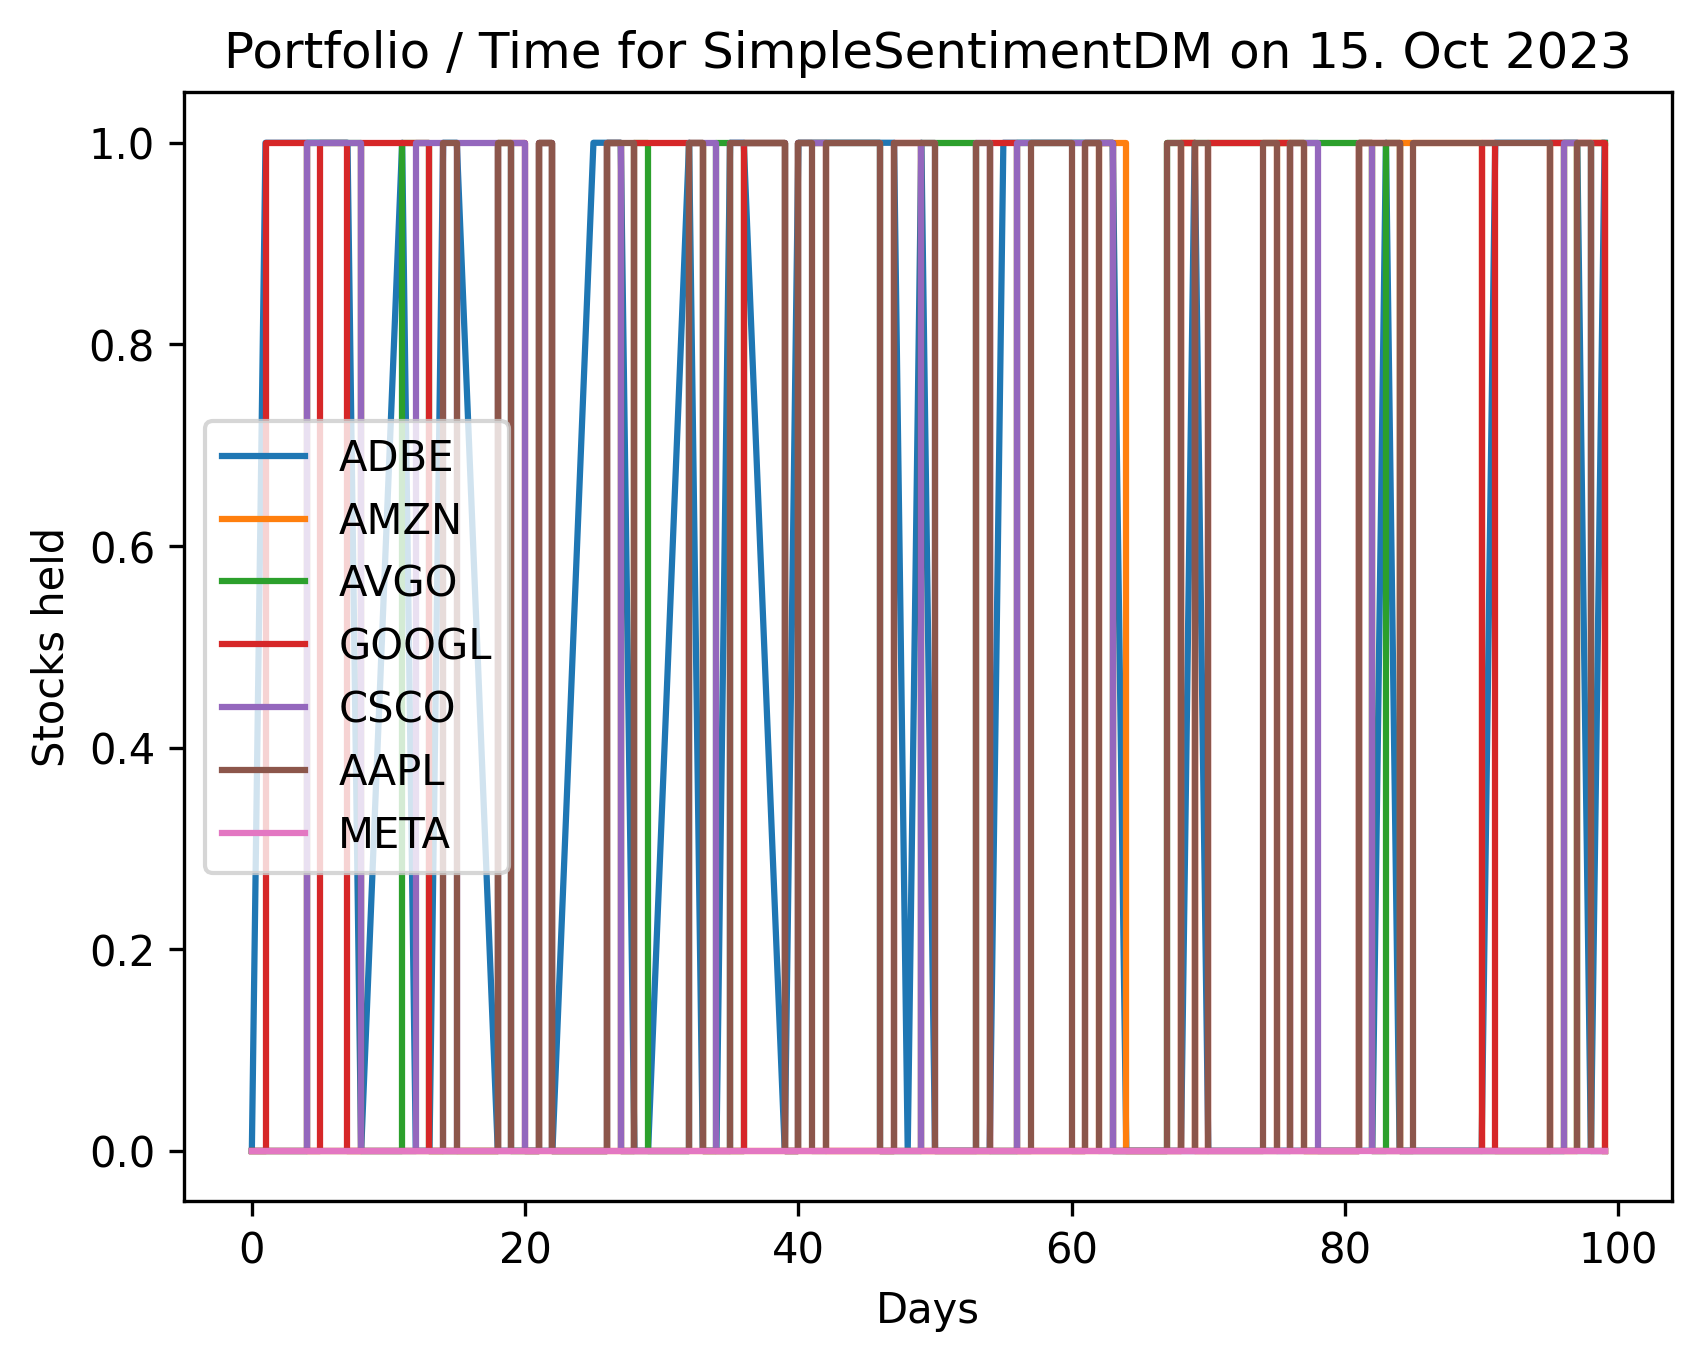 Portfolio / Time for SimpleSentimentDM on 15. Oct 2023
Stocks held
1.0
0.8
0.6
0.4
0.2
0.0
ADBE
AMZN
AVGO
GOOGL
CSCO
AAPL
META
0 20 40 60 80 100
Days